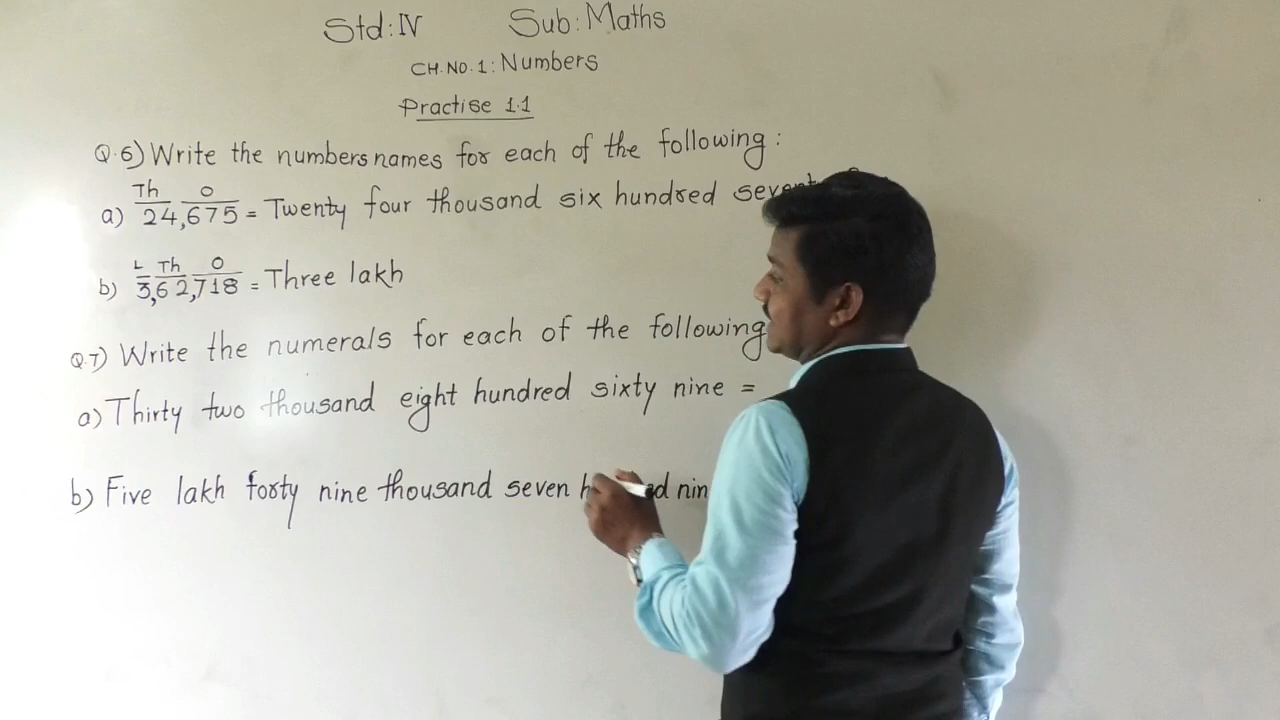 Std: IV Sub: Maths
CH. NO. 1: Numbers
Practise 1.1
Q.6) Write the numbers names for each of the following :
Th O
a) 24,675 = Twenty four thousand six hundred
L Th O
b) 3,62,718 = Three lakh
Q.7) Write the numerals for each of the following
a) Thirty two thousand eight hundred sixty nine =
b) Five lakh forty nine thousand seven